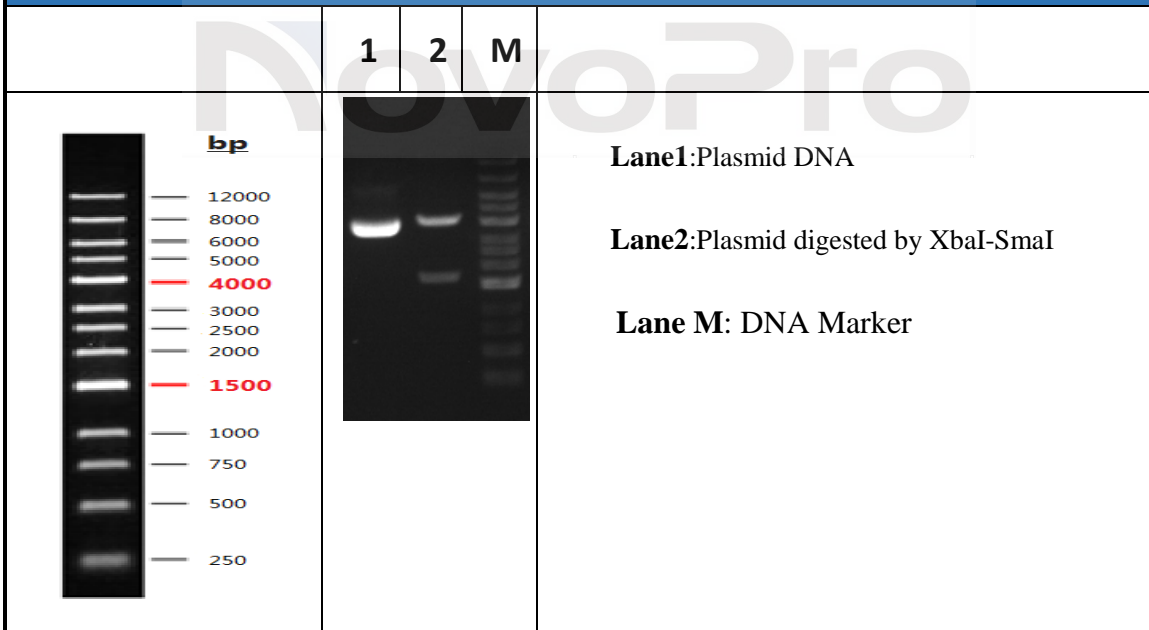 NovoPro
1 2 M
bp
12000
8000
6000
5000
4000
3000
2500
2000
1500
1000
750
500
250
Lane1:Plasmid DNA
Lane2:Plasmid digested by XbaI-SmaI
Lane M: DNA Marker